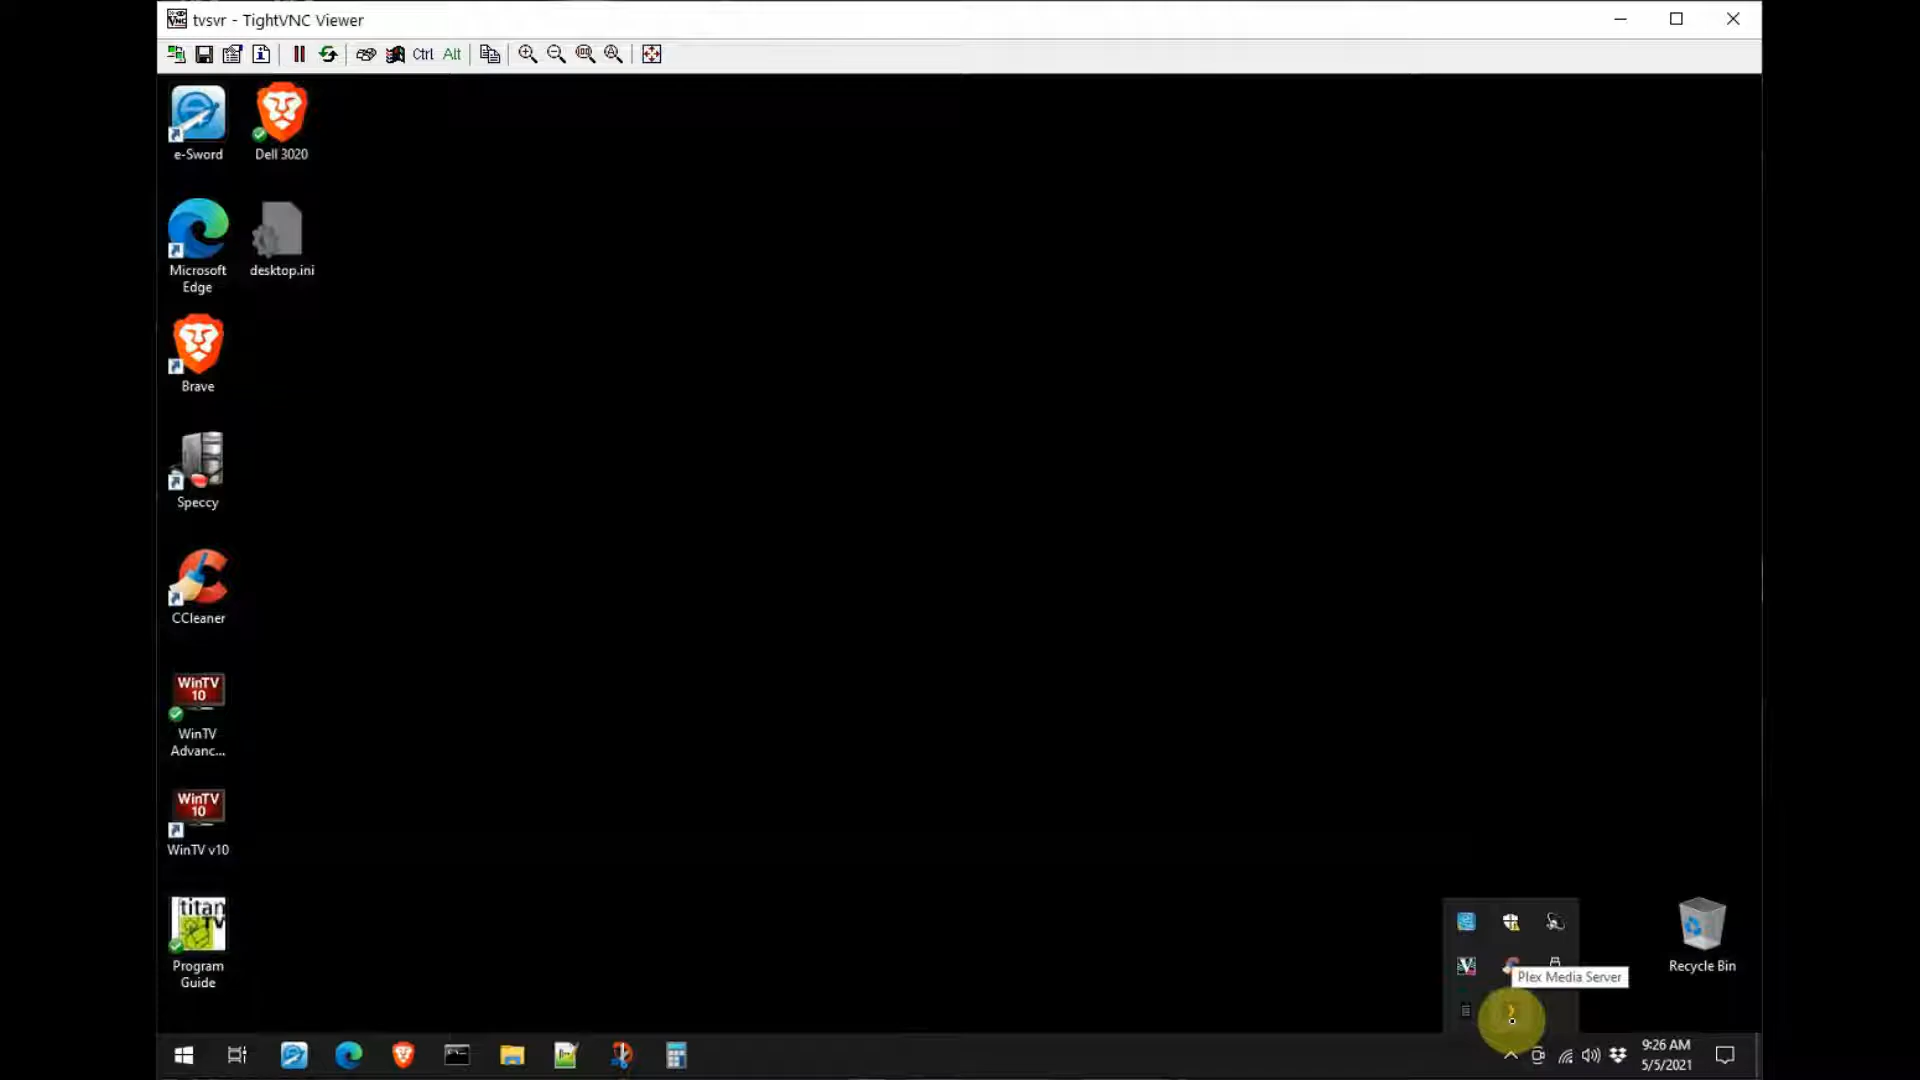 tvsvr - TightVNC Viewer
Ctrl Alt
e-Sword
Dell 3020
Microsoft
Edge
desktop.ini
Brave
Speccy
CCleaner
WinTV
10
WinTV
Advanc...
WinTV
10
WinTV v10
titan
TV
Program
Guide
Plex Media Server
Recycle Bin
9:26 AM
5/5/2021